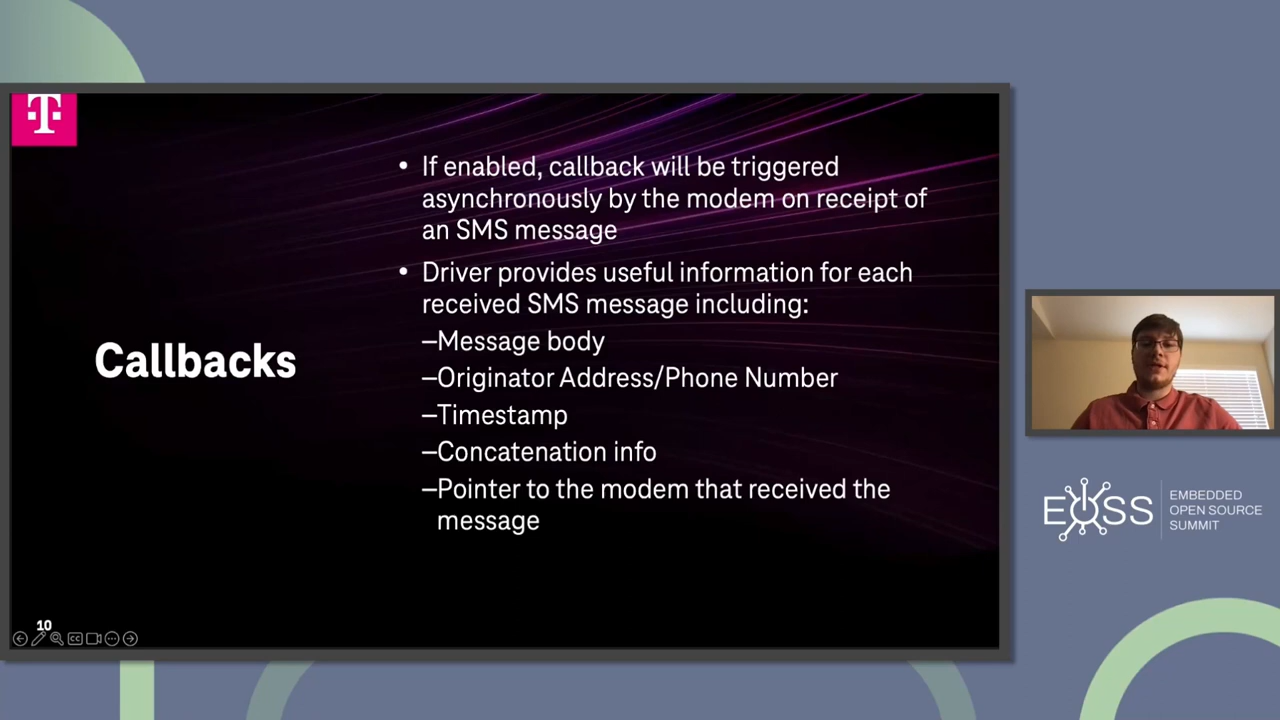 T
Callbacks
• If enabled, callback will be triggered
asynchronously by the modem on receipt of
an SMS message
• Driver provides useful information for each
received SMS message including:
–Message body
–Originator Address/Phone Number
–Timestamp
–Concatenation info
–Pointer to the modem that received the
message
10
CC
EOSS
EMBEDDED
OPEN SOURCE
SUMMIT